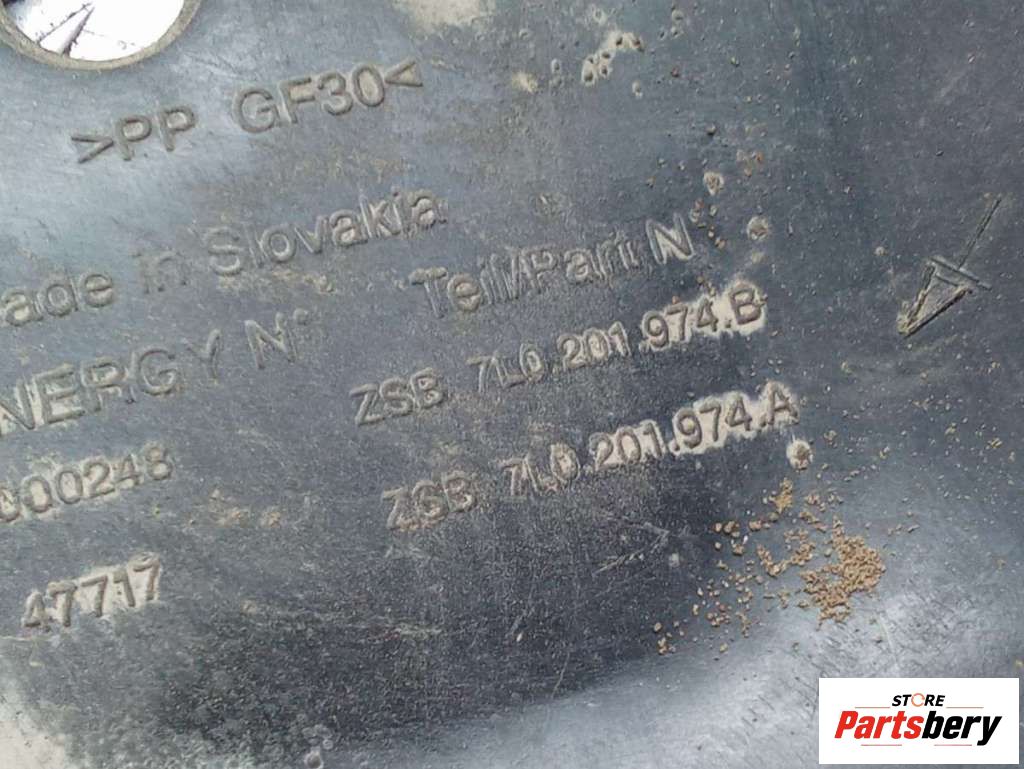 >PP GF30<
ade in Slovakia
NERGY N° Teil/Part N°
ZSB 7L0.201.974.B
000248 ZSB 7L0.201.974.A
47717
STORE
Partsbery